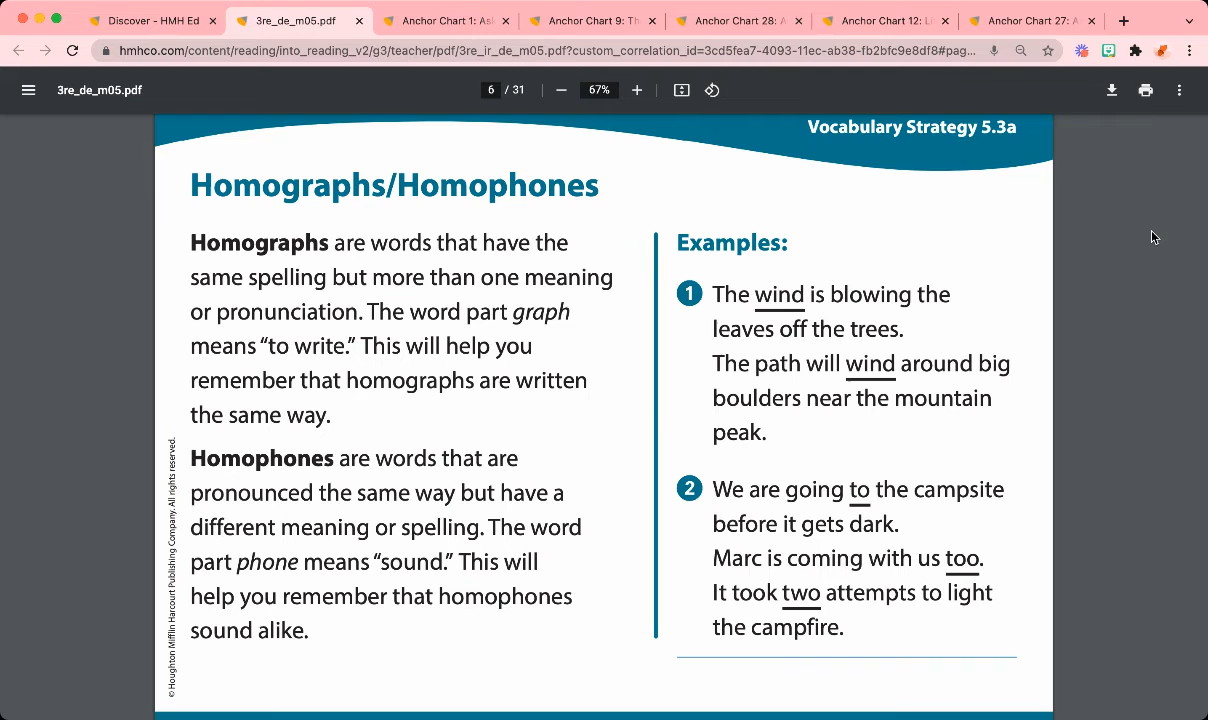 Discover - HMH Ed
3re_de_m05.pdf
Anchor Chart 1: As
Anchor Chart 9: Th
Anchor Chart 28: A
Anchor Chart 12: Li
Anchor Chart 27: A
hmhco.com/content/reading/into_reading_v2/g3/teacher/pdf/3re_ir_de_m05.pdf?custom_correlation_id=3cd5fea7-4093-11ec-ab38-fb2bfc9e8df8#pag...
3re_de_m05.pdf
6 / 31
67%
Vocabulary Strategy 5.3a
Homographs/Homophones
Homographs are words that have the
same spelling but more than one meaning
or pronunciation. The word part graph
means “to write.” This will help you
remember that homographs are written
the same way.
Homophones are words that are
pronounced the same way but have a
different meaning or spelling. The word
part phone means “sound.” This will
help you remember that homophones
sound alike.
© Houghton Mifflin Harcourt Publishing Company. All rights reserved.
Examples:
1 The wind is blowing the
leaves off the trees.
The path will wind around big
boulders near the mountain
peak.
2 We are going to the campsite
before it gets dark.
Marc is coming with us too.
It took two attempts to light
the campfire.